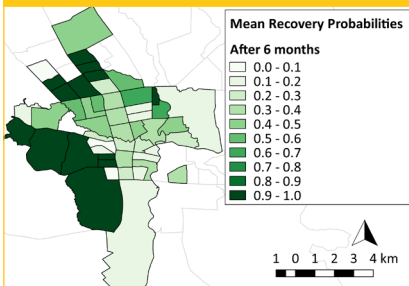 Mean Recovery Probabilities
After 6 months
0.0 - 0.1
0.1 - 0.2
0.2 - 0.3
0.3 - 0.4
0.4 - 0.5
0.5 - 0.6
0.6 - 0.7
0.7 - 0.8
0.8 - 0.9
0.9 - 1.0
1 0 1 2 3 4 km